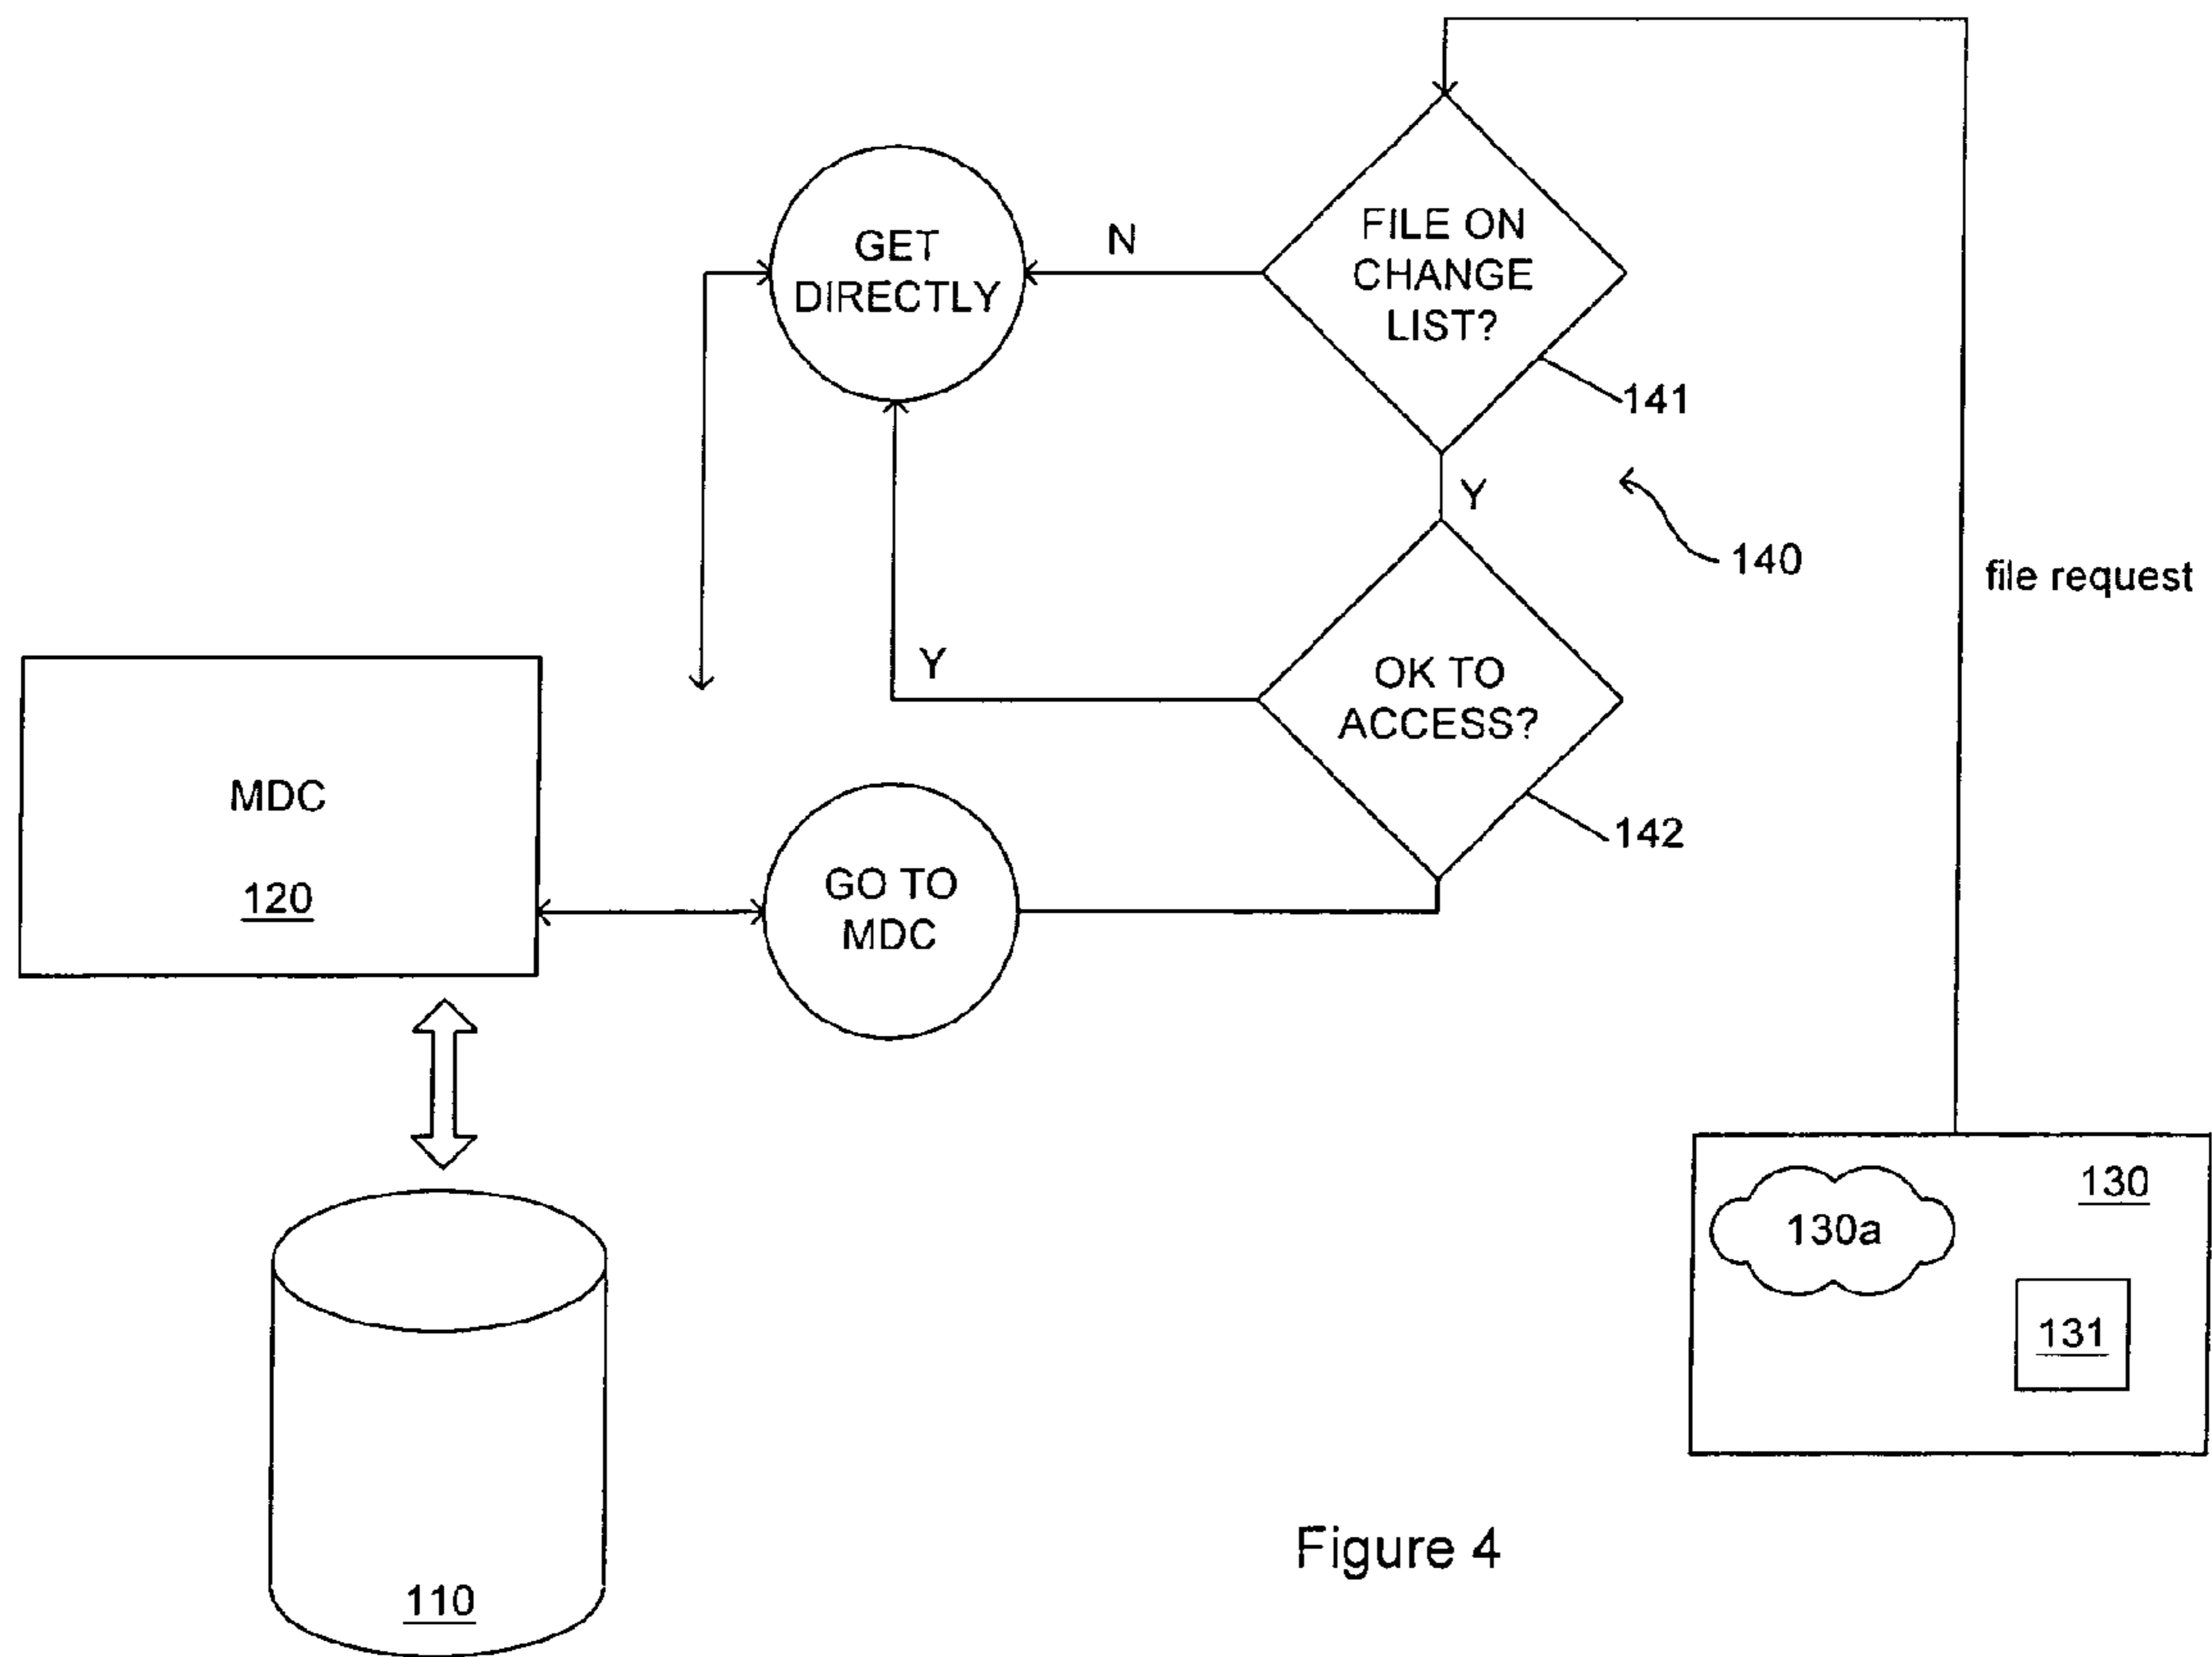 GET
DIRECTLY
N
FILE ON
CHANGE
LIST?
141
Y
140
file request
Y
OK TO
ACCESS?
142
MDC
120
GO TO
MDC
130
130a
131
110
Figure 4